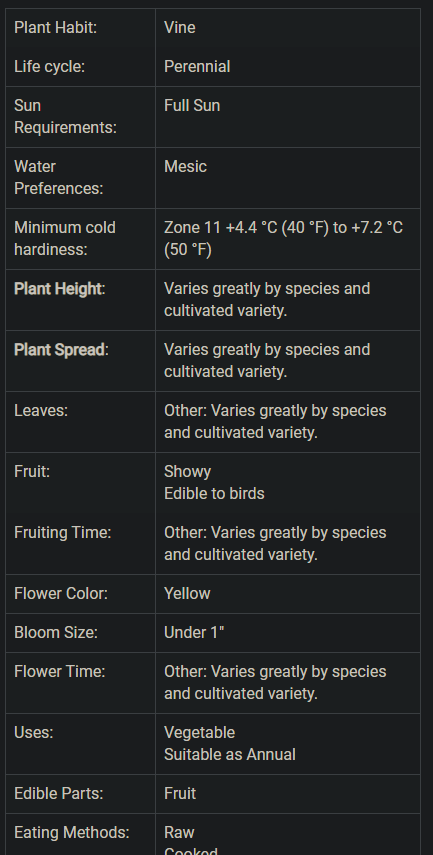 Plant Habit: Vine
Life cycle: Perennial
Sun Full Sun
Requirements:
Water Mesic
Preferences:
Minimum cold Zone 11 +4.4 °C (40 °F) to +7.2 °C
hardiness: (50 °F)
Plant Height: Varies greatly by species and
cultivated variety.
Plant Spread: Varies greatly by species and
cultivated variety.
Leaves: Other: Varies greatly by species
and cultivated variety.
Fruit: Showy
Edible to birds
Fruiting Time: Other: Varies greatly by species
and cultivated variety.
Flower Color: Yellow
Bloom Size: Under 1"
Flower Time: Other: Varies greatly by species
and cultivated variety.
Uses: Vegetable
Suitable as Annual
Edible Parts: Fruit
Eating Methods: Raw
Cooked